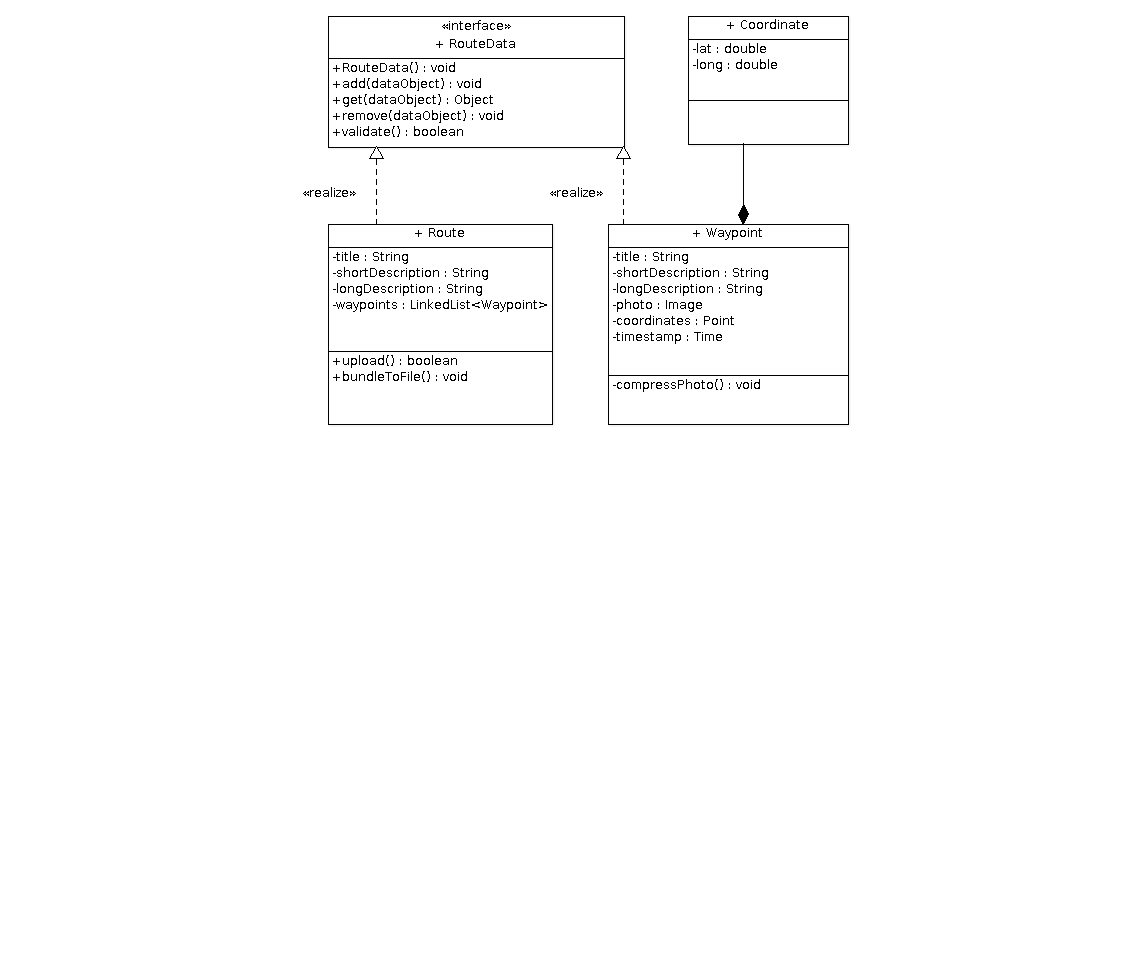 «interface»
+ RouteData
+RouteData() : void
+add(dataObject) : void
+get(dataObject) : Object
+remove(dataObject) : void
+validate() : boolean
+ Coordinate
-lat : double
-long : double
«realize»
«realize»
+ Route
-title : String
-shortDescription : String
-longDescription : String
-waypoints : LinkedList<Waypoint>
+upload() : boolean
+bundleToFile() : void
+ Waypoint
-title : String
-shortDescription : String
-longDescription : String
-photo : Image
-coordinates : Point
-timestamp : Time
-compressPhoto() : void